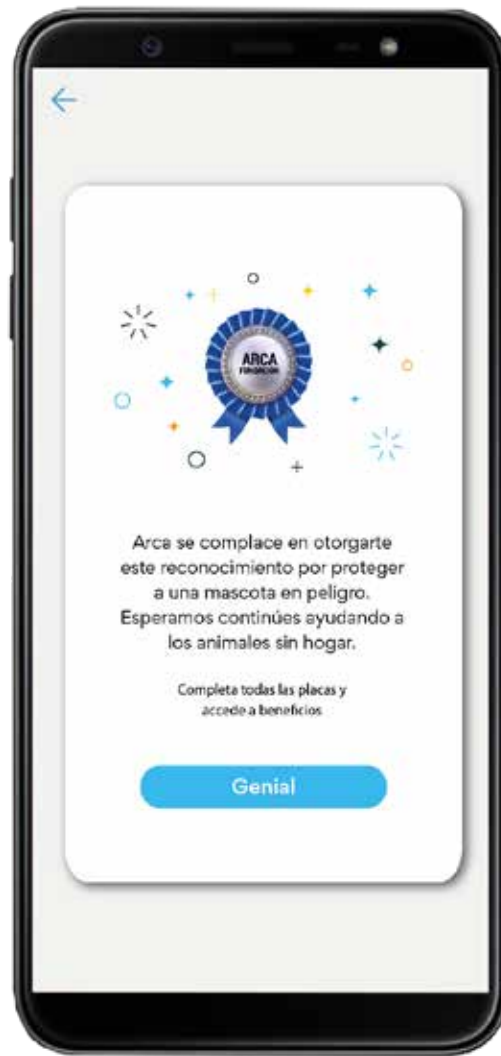 ARCA
FUNDACIÓN
Arca se complace en otorgarte
este reconocimiento por proteger
a una mascota en peligro.
Esperamos continúes ayudando a
los animales sin hogar.
Completa todas las placas y
accede a beneficios
Genial